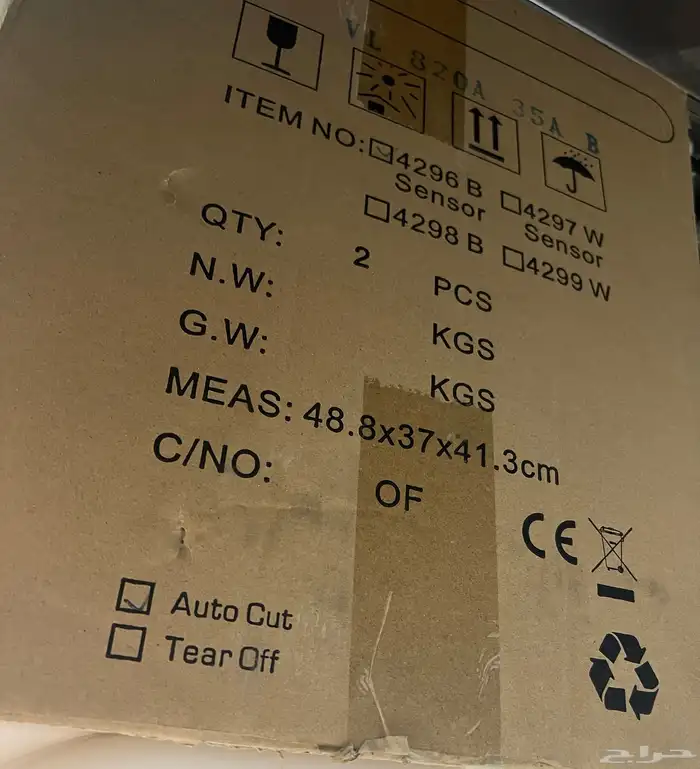 VL 820A 35A B
ITEM NO: 4296 B Sensor 4297 W Sensor
4298 B 4299 W
QTY: 2 PCS
N.W: KGS
G.W: KGS
MEAS: 48.8x37x41.3cm
C/NO: OF
CE
Auto Cut
Tear Off
حراج